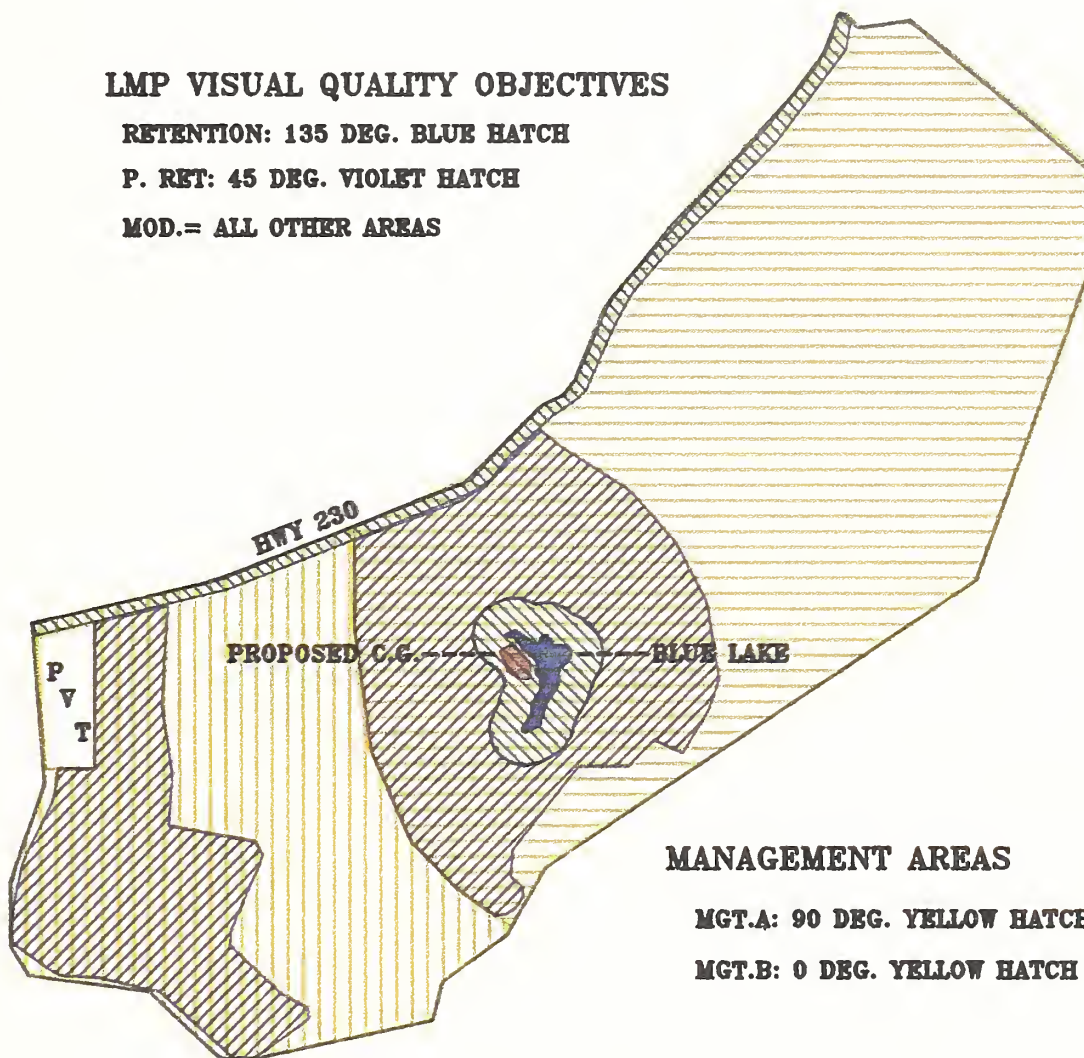 LMP VISUAL QUALITY OBJECTIVES
RETENTION: 135 DEG. BLUE HATCH
P. RET: 45 DEG. VIOLET HATCH
MOD.= ALL OTHER AREAS
HWY 230
PROPOSED C.G.
BLUE LAKE
P
V
T
MANAGEMENT AREAS
MGT.A: 90 DEG. YELLOW HATCH
MGT.B: 0 DEG. YELLOW HATCH